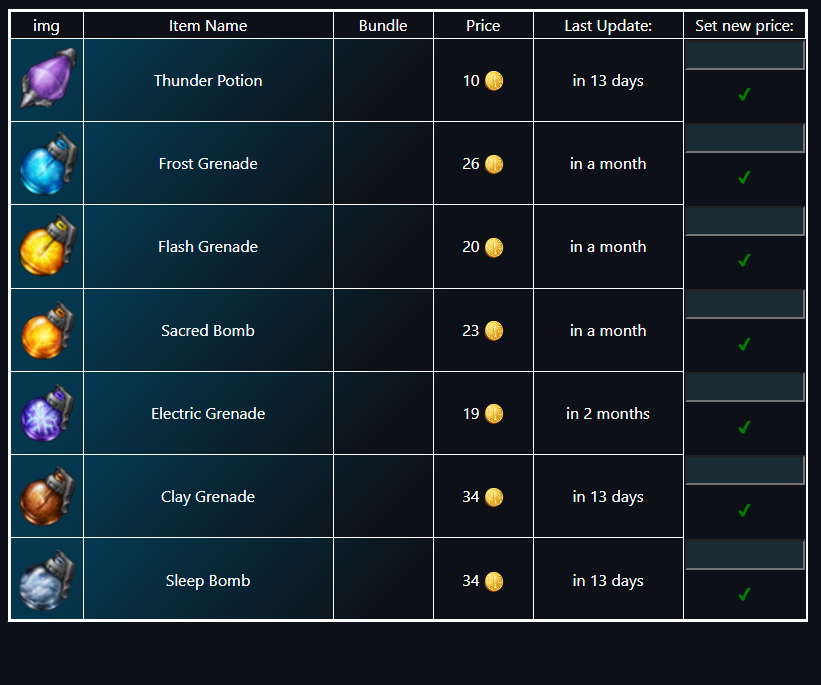 img Item Name Bundle Price Last Update: Set new price:
Thunder Potion 10 in 13 days
Frost Grenade 26 in a month
Flash Grenade 20 in a month
Sacred Bomb 23 in a month
Electric Grenade 19 in 2 months
Clay Grenade 34 in 13 days
Sleep Bomb 34 in 13 days